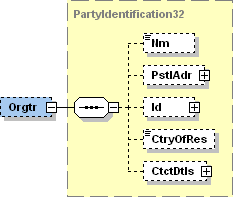 PartyIdentification32
Nm
PstlAdr
Orgtr
Id
CtryOfRes
CtctDtls